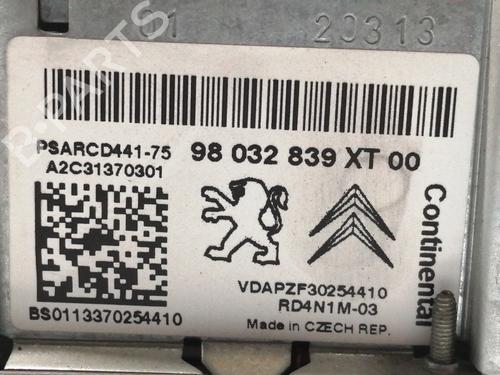 01 20313
PSARCD441-75
A2C31370301
98 032 839 XT 00
Continental
VDAPZF30254410
RD4N1M-03
BS0113370254410
Made in CZECH REP.
B-PARTS